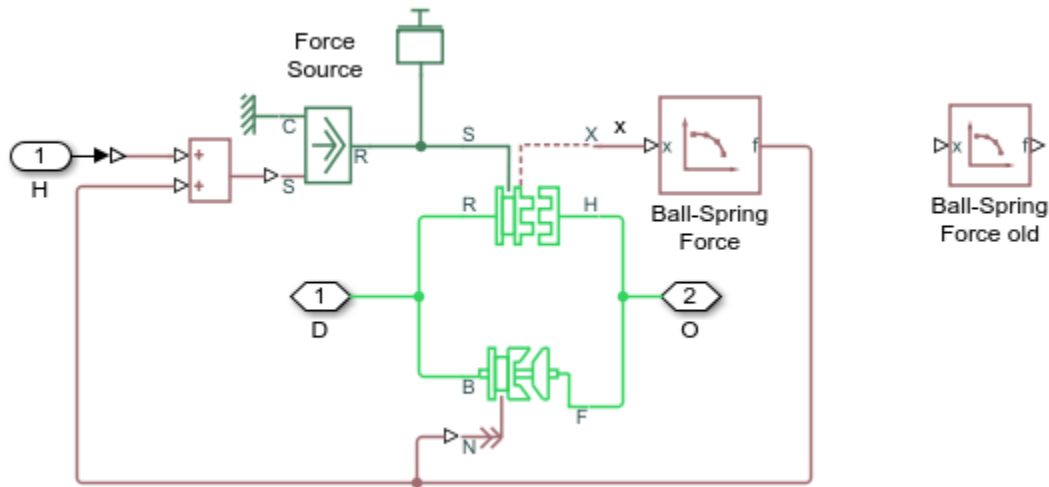 Force
Source
C
R
S
X
x
x
f
x
f
1
H
+
+
S
R
H
Ball-Spring
Force
Ball-Spring
Force old
1
D
2
O
B
F
N